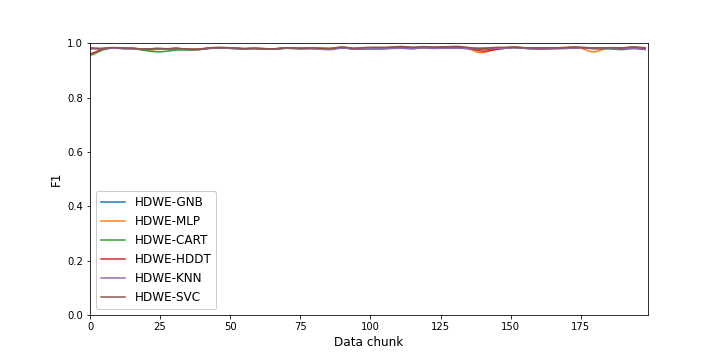 1.0
0.8
0.6
0.4
0.2
0.0
F1
HDWE-GNB
HDWE-MLP
HDWE-CART
HDWE-HDDT
HDWE-KNN
HDWE-SVC
0 25 50 75 100 125 150 175
Data chunk